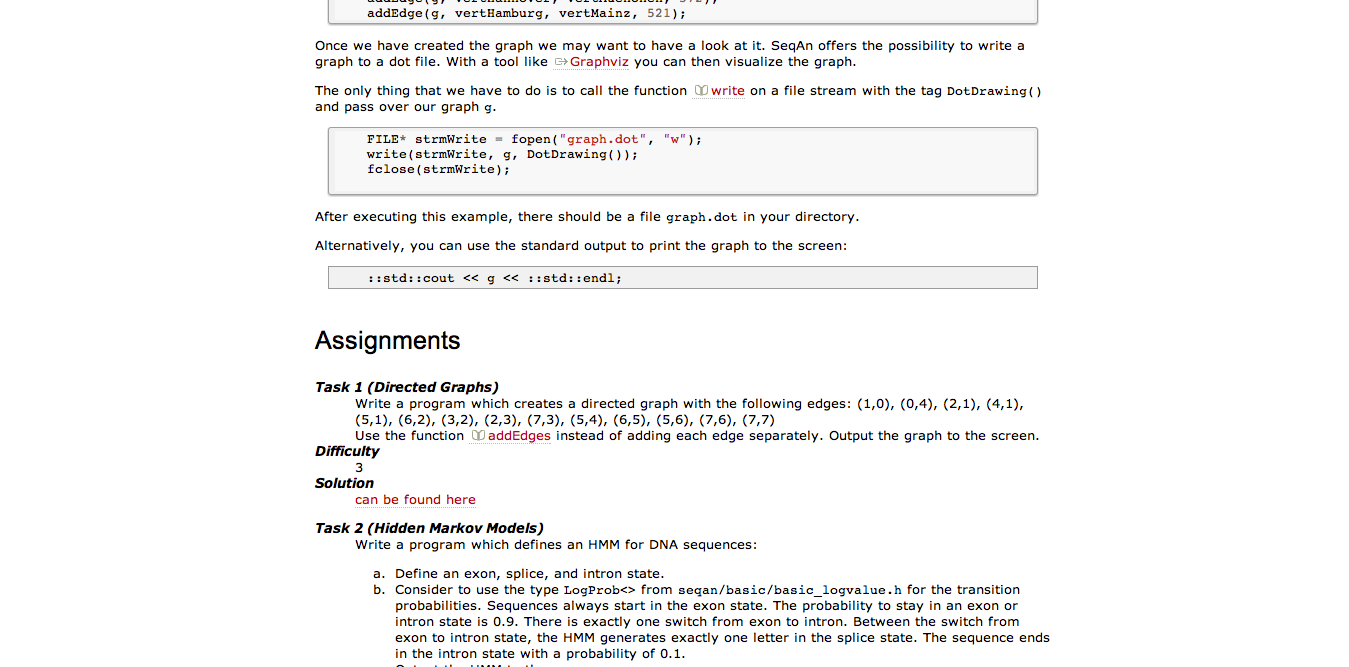 addEdge(g, vertHamburg, vertMainz, 521);
Once we have created the graph we may want to have a look at it. SeqAn offers the possibility to write a
graph to a dot file. With a tool like Graphviz you can then visualize the graph.
The only thing that we have to do is to call the function write on a file stream with the tag DotDrawing()
and pass over our graph g.
FILE* strmWrite = fopen("graph.dot", "w");
write(strmWrite, g, DotDrawing());
fclose(strmWrite);
After executing this example, there should be a file graph.dot in your directory.
Alternatively, you can use the standard output to print the graph to the screen:
::std::cout << g << ::std::endl;
Assignments
Task 1 (Directed Graphs)
Write a program which creates a directed graph with the following edges: (1,0), (0,4), (2,1), (4,1),
(5,1), (6,2), (3,2), (2,3), (7,3), (5,4), (6,5), (5,6), (7,6), (7,7)
Use the function addEdges instead of adding each edge separately. Output the graph to the screen.
Difficulty
3
Solution
can be found here
Task 2 (Hidden Markov Models)
Write a program which defines an HMM for DNA sequences:
a. Define an exon, splice, and intron state.
b. Consider to use the type LogProb<> from seqan/basic/basic_logvalue.h for the transition
probabilities. Sequences always start in the exon state. The probability to stay in an exon or
intron state is 0.9. There is exactly one switch from exon to intron. Between the switch from
exon to intron state, the HMM generates exactly one letter in the splice state. The sequence ends
in the intron state with a probability of 0.1.